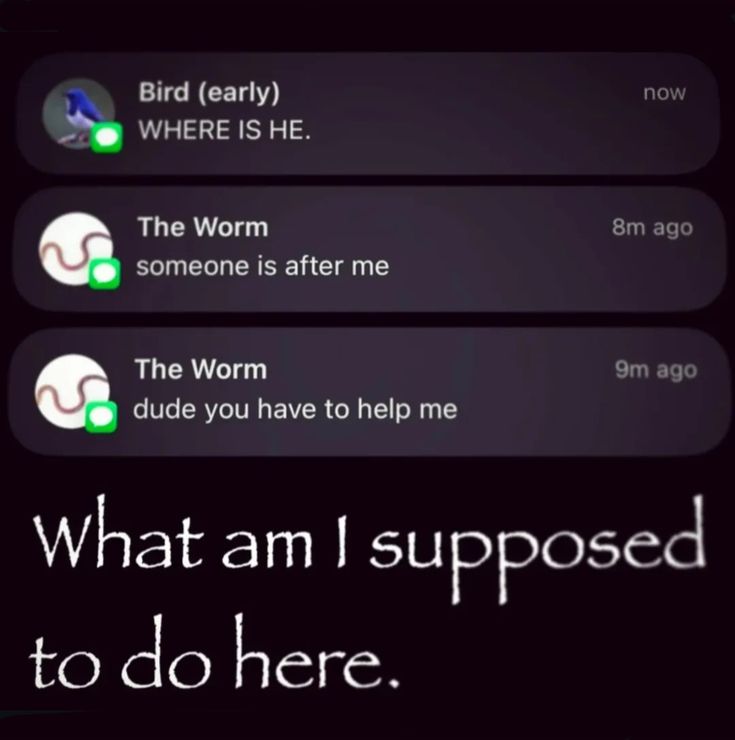 Bird (early)
now
WHERE IS HE.
The Worm
8m ago
someone is after me
The Worm
9m ago
dude you have to help me
What am I supposed
to do here.